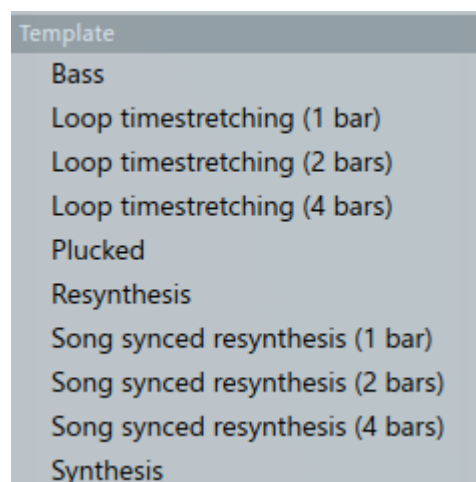 Template
Bass
Loop timestretching (1 bar)
Loop timestretching (2 bars)
Loop timestretching (4 bars)
Plucked
Resynthesis
Song synced resynthesis (1 bar)
Song synced resynthesis (2 bars)
Song synced resynthesis (4 bars)
Synthesis